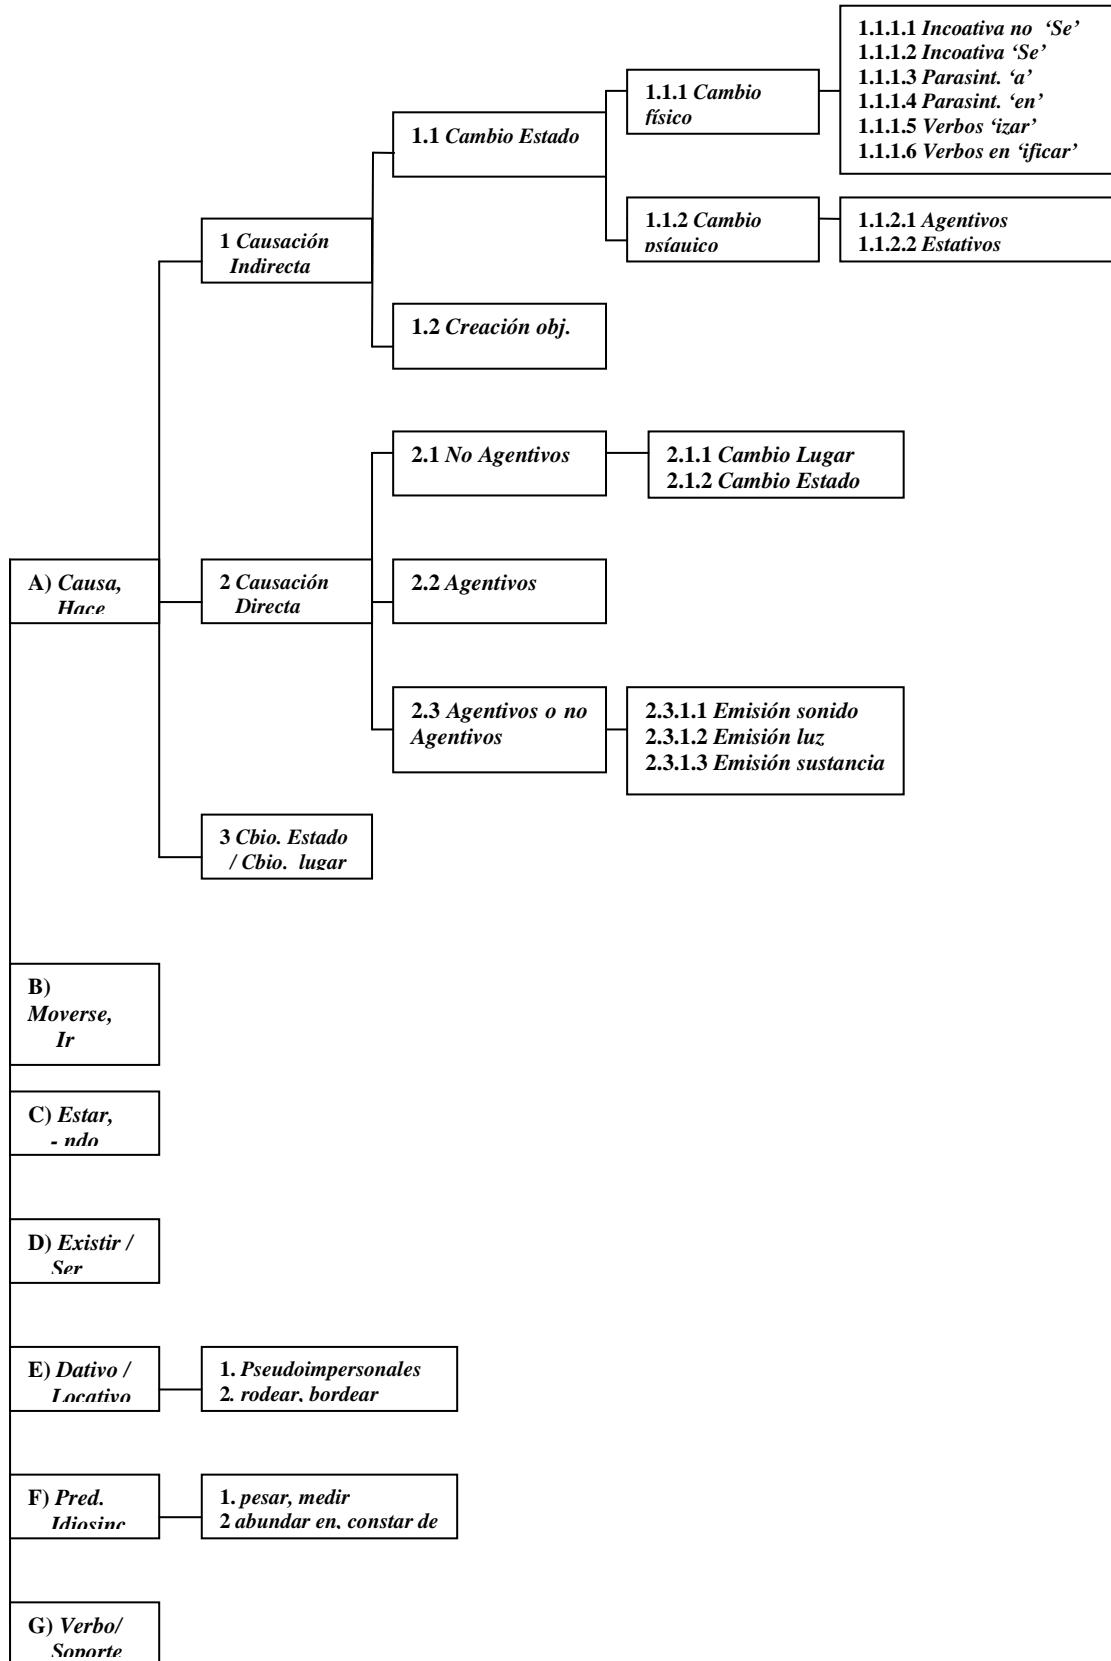 1.1.1.1 Incoativa no ‘Se’
1.1.1.2 Incoativa ‘Se’
1.1.1.3 Parasint. ‘a’
1.1.1.4 Parasint. ‘en’
1.1.1.5 Verbos ‘izar’
1.1.1.6 Verbos en ‘ificar’
1.1.1 Cambio
físico
1.1 Cambio Estado
1.1.2 Cambio
psíquico
1.1.2.1 Agentivos
1.1.2.2 Estativos
1 Causación
Indirecta
1.2 Creación obj.
2.1 No Agentivos
2.1.1 Cambio Lugar
2.1.2 Cambio Estado
A) Causa,
Hace
2 Causación
Directa
2.2 Agentivos
2.3 Agentivos o no
Agentivos
2.3.1.1 Emisión sonido
2.3.1.2 Emisión luz
2.3.1.3 Emisión sustancia
3 Cbio. Estado
/ Cbio. lugar
B)
Moverse,
Ir
C) Estar,
- ndo
D) Existir /
Ser
E) Dativo /
Locativo
1. Pseudoimpersonales
2. rodear, bordear
F) Pred.
Idiosinc
1. pesar, medir
2 abundar en, constar de
G) Verbo/
Soporte